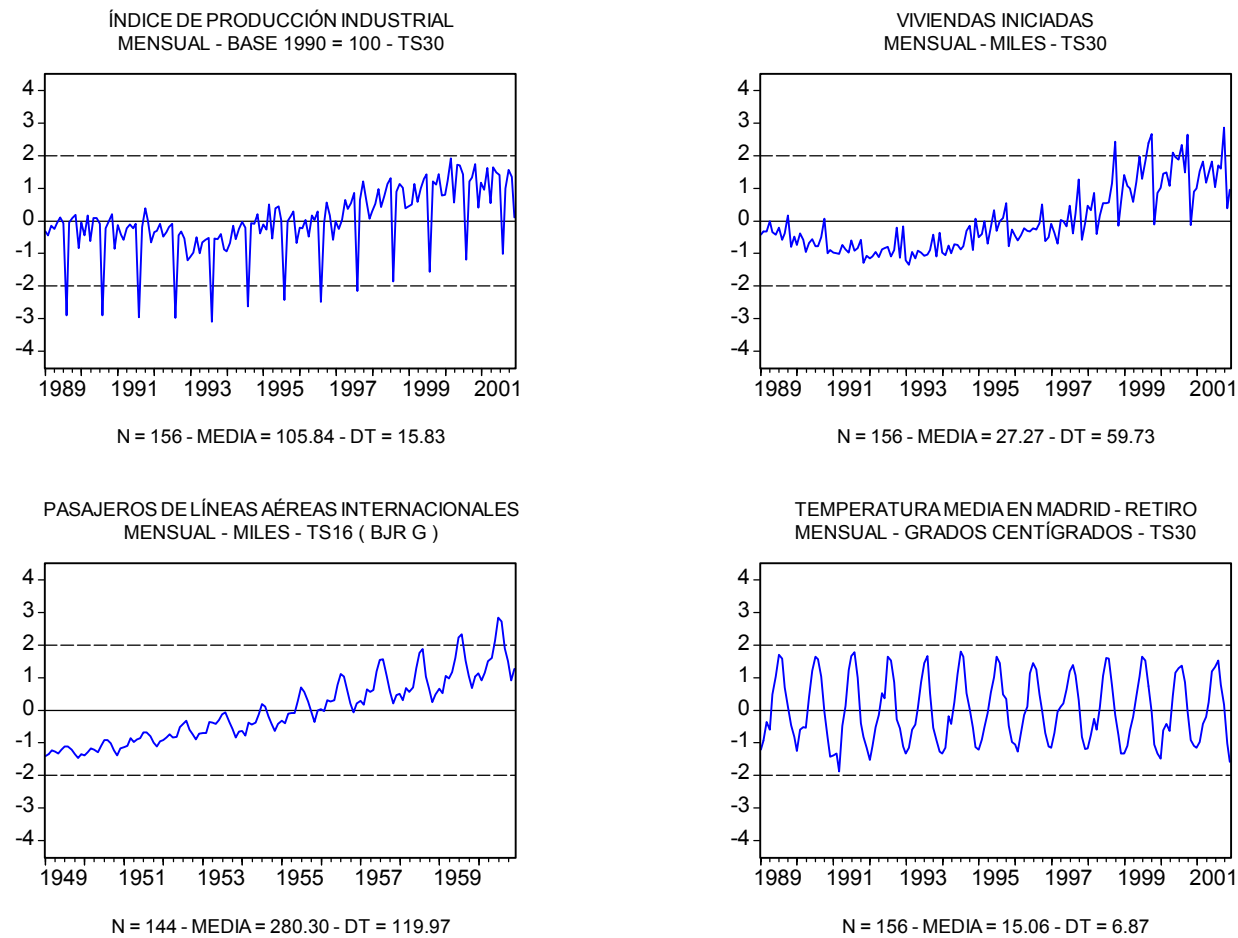 ÍNDICE DE PRODUCCIÓN INDUSTRIAL
MENSUAL - BASE 1990 = 100 - TS30
4
3
2
1
0
-1
-2
-3
-4
1989 1991 1993 1995 1997 1999 2001
N = 156 - MEDIA = 105.84 - DT = 15.83
VIVIENDAS INICIADAS
MENSUAL - MILES - TS30
4
3
2
1
0
-1
-2
-3
-4
1989 1991 1993 1995 1997 1999 2001
N = 156 - MEDIA = 27.27 - DT = 59.73
PASAJEROS DE LÍNEAS AÉREAS INTERNACIONALES
MENSUAL - MILES - TS16 ( BJR G )
4
3
2
1
0
-1
-2
-3
-4
1949 1951 1953 1955 1957 1959
N = 144 - MEDIA = 280.30 - DT = 119.97
TEMPERATURA MEDIA EN MADRID - RETIRO
MENSUAL - GRADOS CENTÍGRADOS - TS30
4
3
2
1
0
-1
-2
-3
-4
1989 1991 1993 1995 1997 1999 2001
N = 156 - MEDIA = 15.06 - DT = 6.87